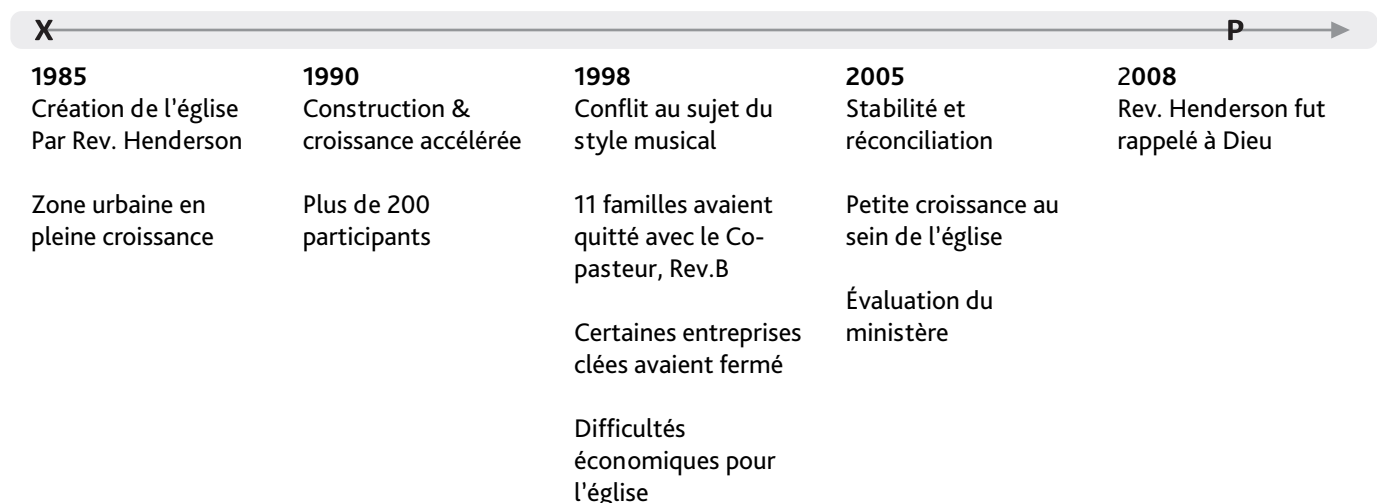 X P
1985
Création de l'église
Par Rev. Henderson
Zone urbaine en
pleine croissance
1990
Construction &
croissance accélérée
Plus de 200
participants
1998
Conflit au sujet du
style musical
11 familles avaient
quitté avec le Co-
pasteur, Rev.B
Certaines entreprises
clées avaient fermé
Difficultés
économiques pour
l'église
2005
Stabilité et
réconciliation
Petite croissance au
sein de l'église
Évaluation du
ministère
2008
Rev. Henderson fut
rappelé à Dieu